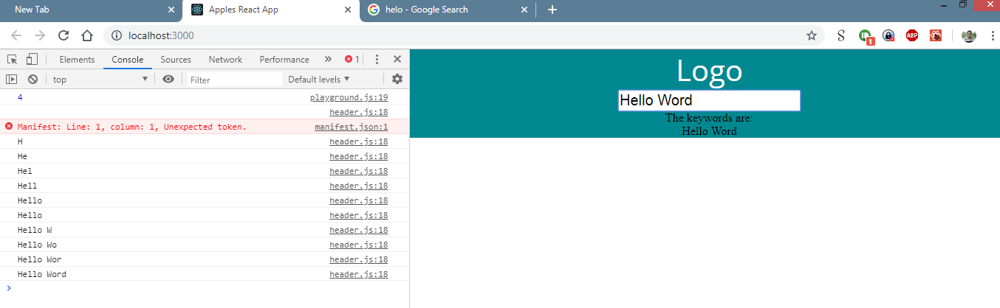 New Tab
Apples React App
helo - Google Search
localhost:3000
S
1
ABP
Elements Console Sources Network Performance 1
top Filter Default levels
4 playground.js:19
header.js:18
Manifest: Line: 1, column: 1, Unexpected token. manifest.json:1
H header.js:18
He header.js:18
Hel header.js:18
Hell header.js:18
Hello header.js:18
Hello header.js:18
Hello W header.js:18
Hello Wo header.js:18
Hello Wor header.js:18
Hello Word header.js:18
Logo
Hello Word
The keywords are:
Hello Word